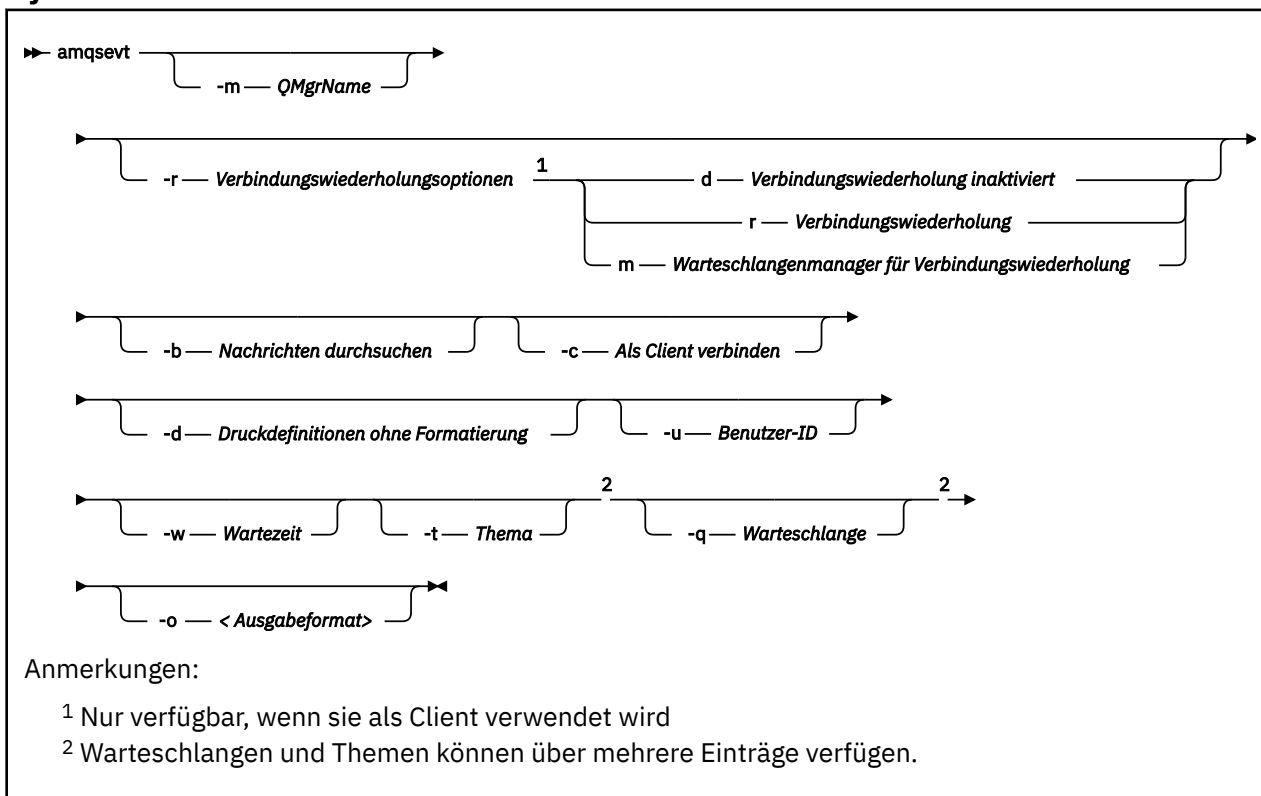 amqsevt
-m — QMgrName
-r — Verbindungswiederholungsoptionen 1 d — Verbindungswiederholung inaktiviert
r — Verbindungswiederholung
m — Warteschlangenmanager für Verbindungswiederholung
-b — Nachrichten durchsuchen -c — Als Client verbinden
-d — Druckdefinitionen ohne Formatierung -u — Benutzer-ID
-w — Wartezeit -t — Thema 2 -q — Warteschlange 2
-o — < Ausgabeformat>
Anmerkungen:
1 Nur verfügbar, wenn sie als Client verwendet wird
2 Warteschlangen und Themen können über mehrere Einträge verfügen.